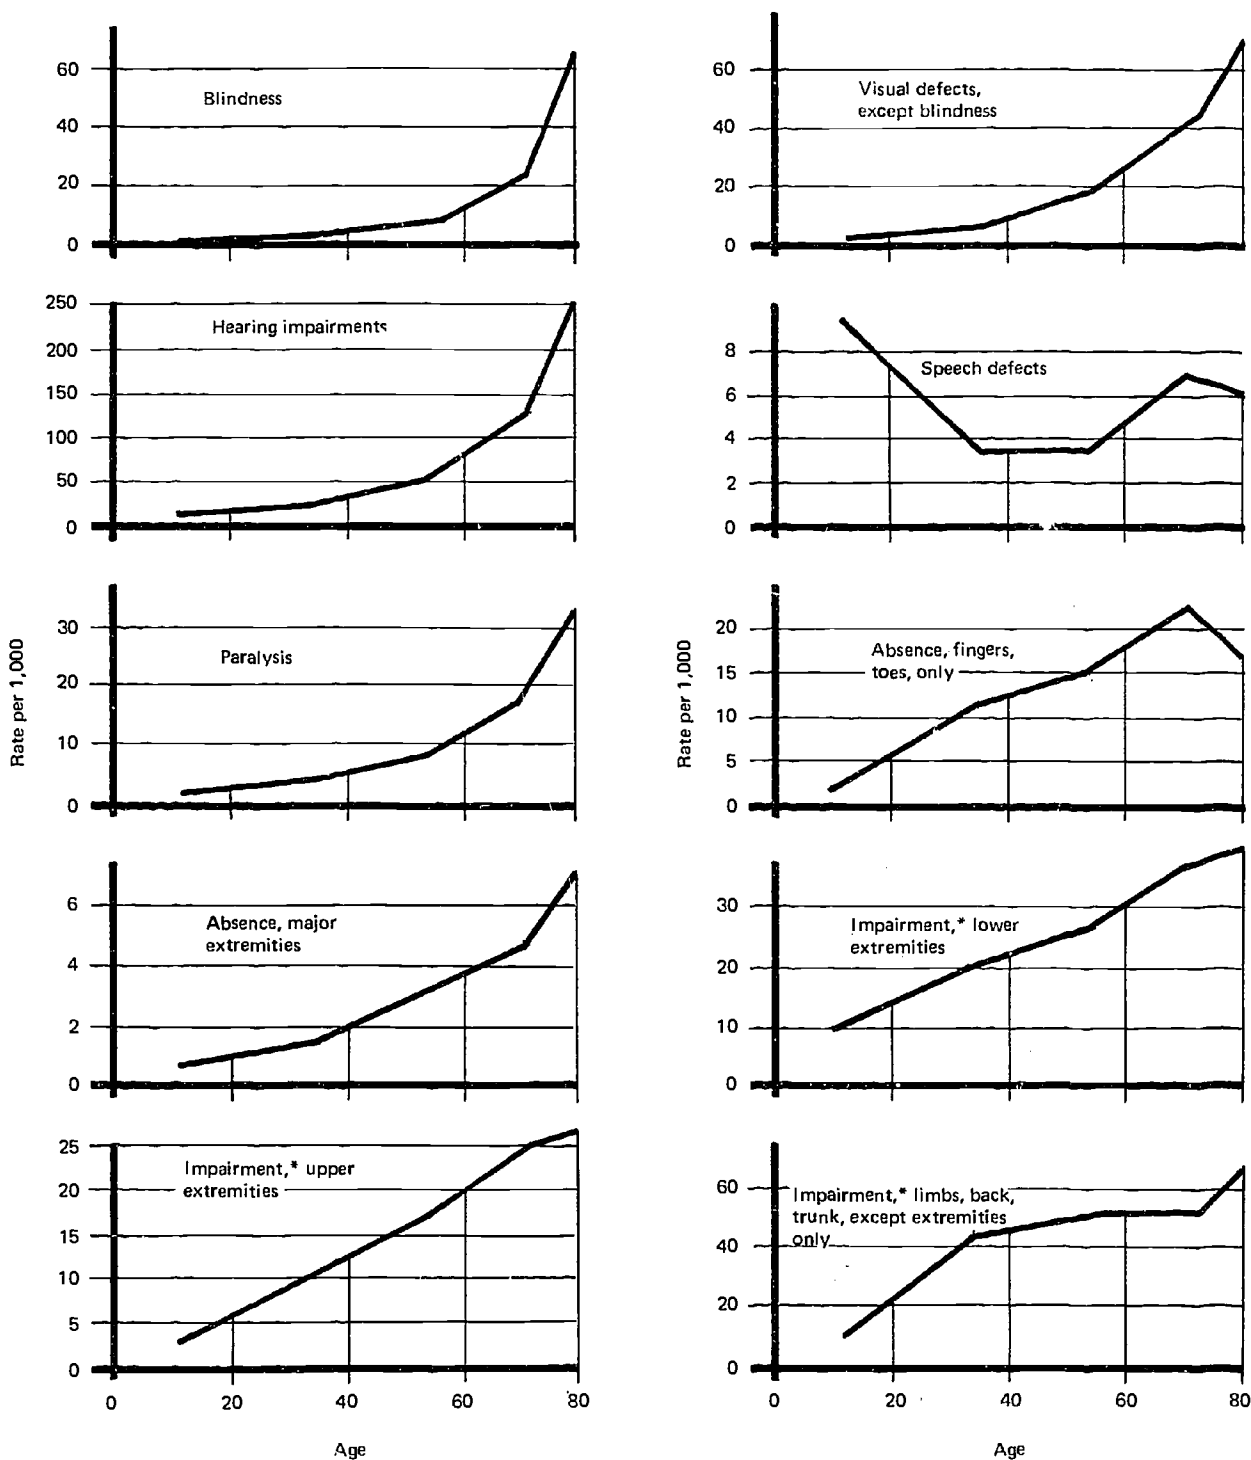 60
40
20
0
Blindness
60
40
20
0
Visual defects,
except blindness
250
200
150
100
50
0
Hearing impairments
8
6
4
2
0
Speech defects
Rate per 1,000
30
20
10
0
Paralysis
Rate per 1,000
20
15
10
5
0
Absence, fingers,
toes, only
6
4
2
0
Absence, major
extremities
30
20
10
0
Impairment,* lower
extremities
25
20
15
10
5
0
Impairment,* upper
extremities
0 20 40 60 80
Age
60
40
20
0
Impairment,* limbs, back,
trunk, except extremities
only
0 20 40 60 80
Age